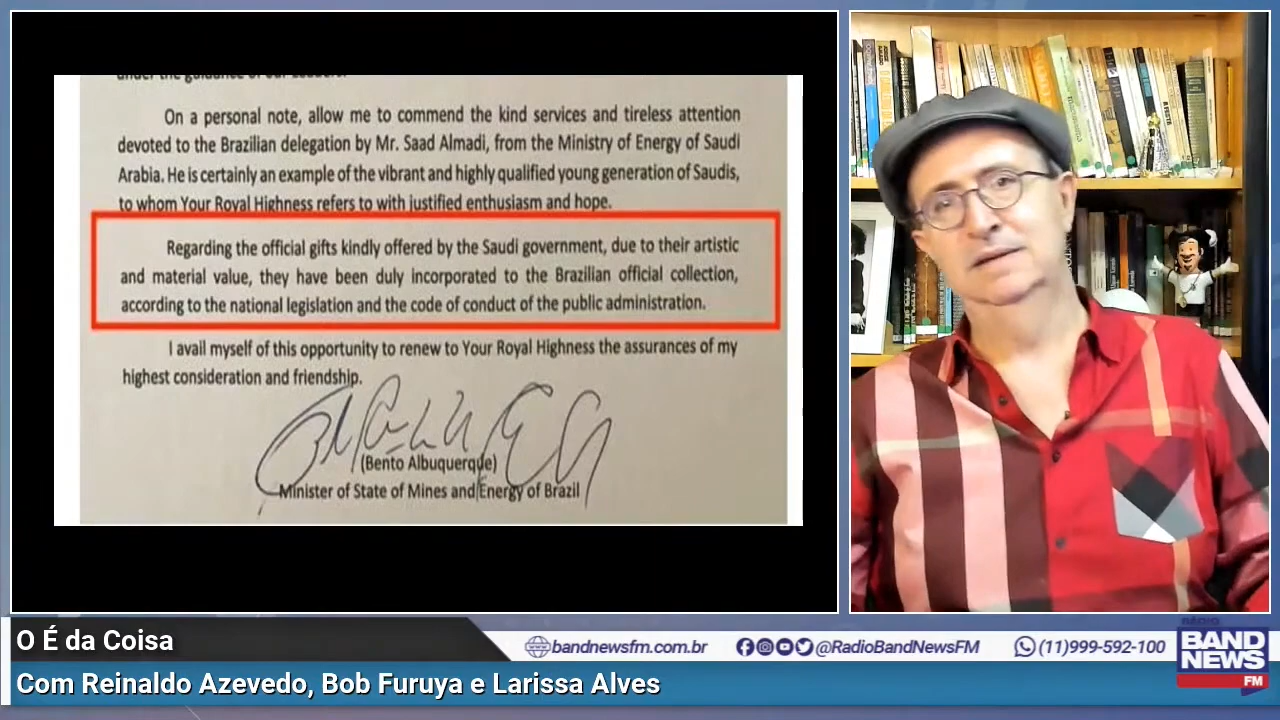 under the guidance of our Leaders.
On a personal note, allow me to commend the kind services and tireless attention
devoted to the Brazilian delegation by Mr. Saad Almadi, from the Ministry of Energy of Saudi
Arabia. He is certainly an example of the vibrant and highly qualified young generation of Saudis,
to whom Your Royal Highness refers to with justified enthusiasm and hope.
Regarding the official gifts kindly offered by the Saudi government, due to their artistic
and material value, they have been duly incorporated to the Brazilian official collection,
according to the national legislation and the code of conduct of the public administration.
I avail myself of this opportunity to renew to Your Royal Highness the assurances of my
highest consideration and friendship.
(Bento Albuquerque)
Minister of State of Mines and Energy of Brazil
O É da Coisa
bandnewsfm.com.br
@RadioBandNewsFM
(11)999-592-100
Com Reinaldo Azevedo, Bob Furuya e Larissa Alves
RÁDIO
BAND
NEWS
FM